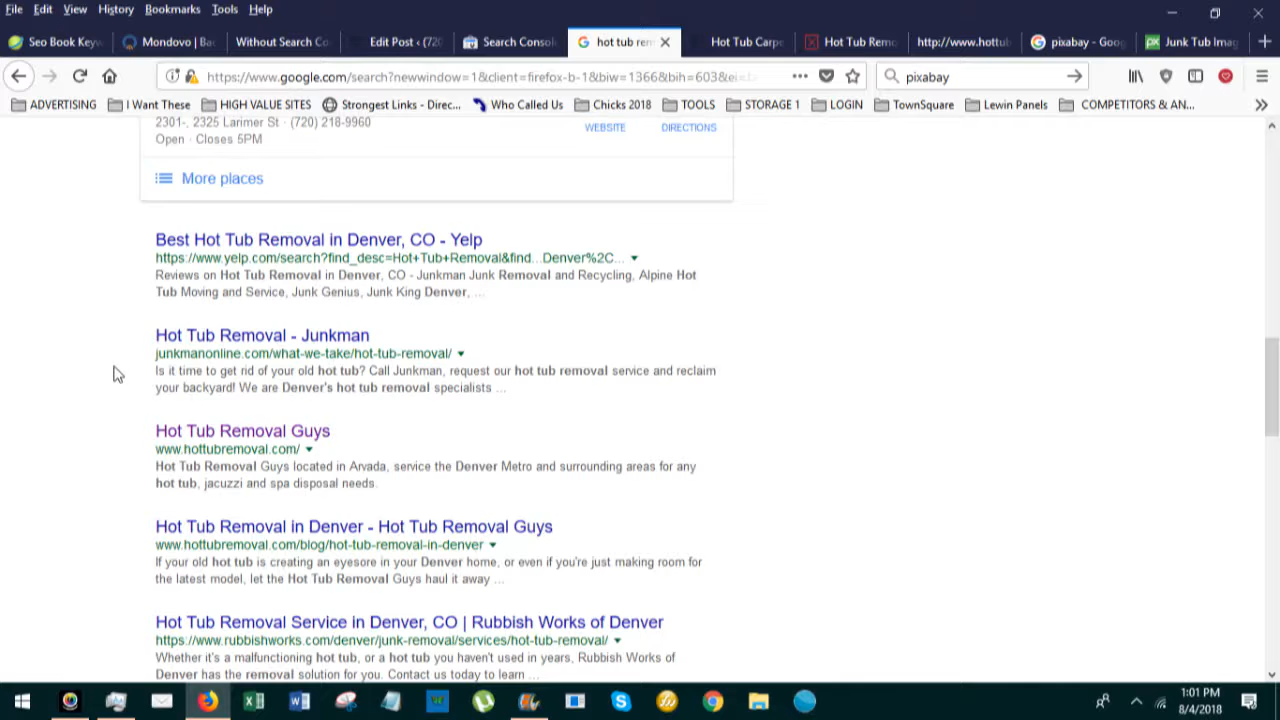 File Edit View History Bookmarks Tools Help
Seo Book Keyw Mondovo | Bac Without Search Co Edit Post ‹ (720 Search Consol hot tub rem Hot Tub Carpe Hot Tub Remo http://www.hottub pixabay - Goog Junk Tub Imag
https://www.google.com/search?newwindow=1&client=firefox-b-1&biw=1366&bih=603&ei= pixabay
ADVERTISING I Want These HIGH VALUE SITES Strongest Links - Direc... Who Called Us Chicks 2018 TOOLS STORAGE 1 LOGIN TownSquare Lewin Panels COMPETITORS & AN...
2301-, 2325 Larimer St · (720) 218-9960
Open · Closes 5PM
WEBSITE DIRECTIONS
More places
Best Hot Tub Removal in Denver, CO - Yelp
https://www.yelp.com/search?find_desc=Hot+Tub+Removal&find...Denver%2C...
Reviews on Hot Tub Removal in Denver, CO - Junkman Junk Removal and Recycling, Alpine Hot
Tub Moving and Service, Junk Genius, Junk King Denver, ...
Hot Tub Removal - Junkman
junkmanonline.com/what-we-take/hot-tub-removal/
Is it time to get rid of your old hot tub? Call Junkman, request our hot tub removal service and reclaim
your backyard! We are Denver's hot tub removal specialists ...
Hot Tub Removal Guys
www.hottubremoval.com/
Hot Tub Removal Guys located in Arvada, service the Denver Metro and surrounding areas for any
hot tub, jacuzzi and spa disposal needs.
Hot Tub Removal in Denver - Hot Tub Removal Guys
www.hottubremoval.com/blog/hot-tub-removal-in-denver
If your old hot tub is creating an eyesore in your Denver home, or even if you're just making room for
the latest model, let the Hot Tub Removal Guys haul it away ...
Hot Tub Removal Service in Denver, CO | Rubbish Works of Denver
https://www.rubbishworks.com/denver/junk-removal/services/hot-tub-removal/
Whether it's a malfunctioning hot tub, or a hot tub you haven't used in years, Rubbish Works of
Denver has the removal solution for you. Contact us today to learn ...
1:01 PM
8/4/2018